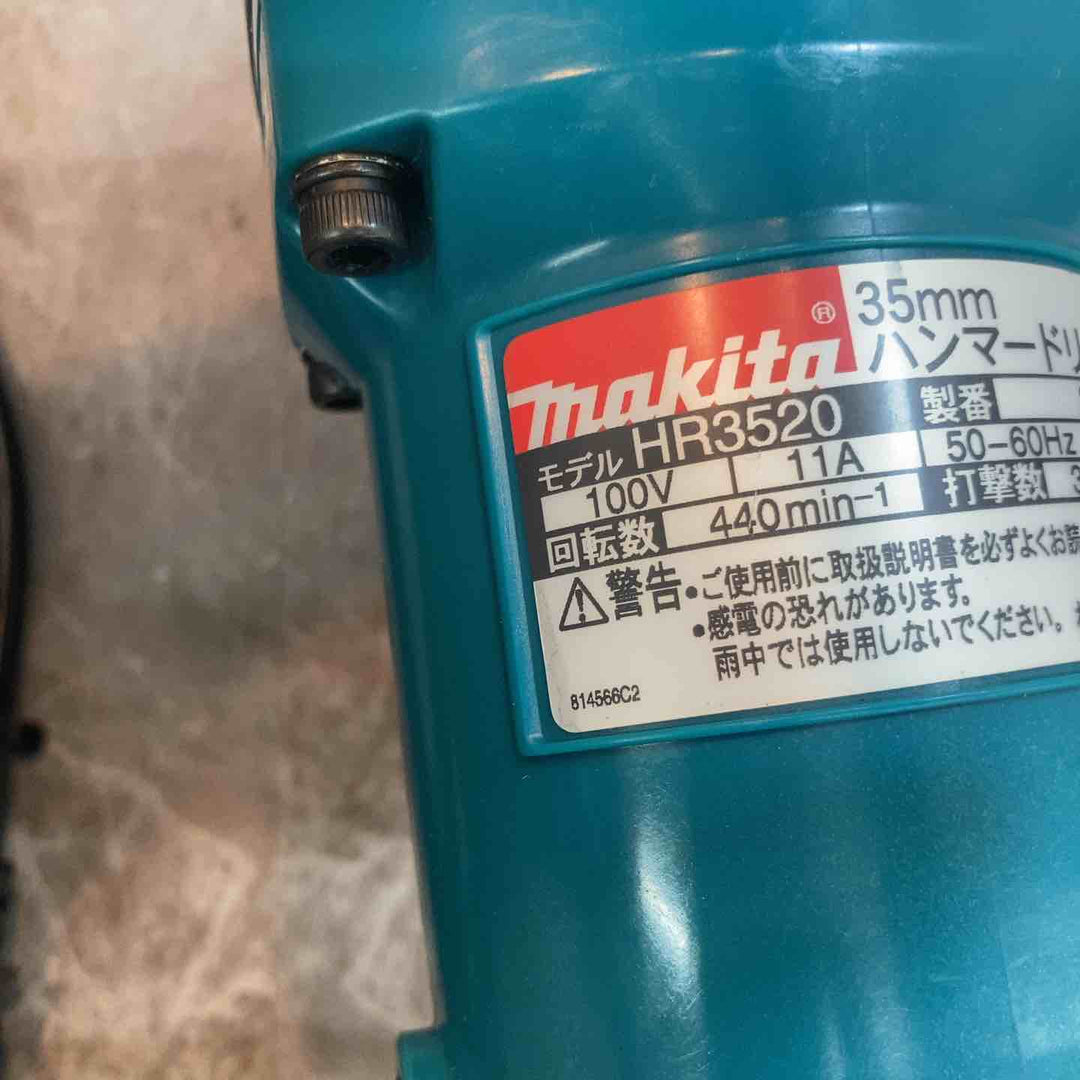 makita ® 35mm
ハンマードリ
モデル HR3520 製番
100V 11A 50-60Hz
回転数 440min-1 打撃数 3
警告 • ご使用前に取扱説明書を必ずよくお読
• 感電の恐れがあります。
雨中では使用しないでください。
814566C2